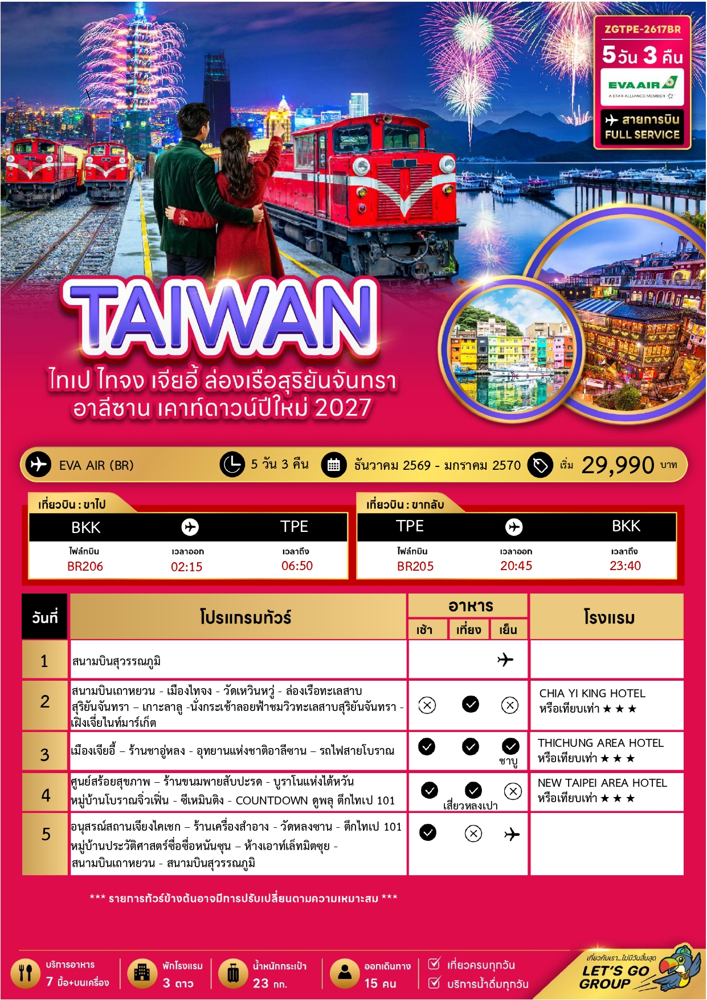 ZGTPE-2617BR
5 วัน 3 คืน
EVA AIR
A STAR ALLIANCE MEMBER
สายการบิน
FULL SERVICE
TAIWAN
ไทเป ไทจง เจียอี้ ล่องเรือสุริยันจันทรา
อาลีซาน เคาท์ดาวน์ปีใหม่ 2027
EVA AIR (BR)
5 วัน 3 คืน
ธันวาคม 2569 - มกราคม 2570
เริ่ม 29,990 บาท
เที่ยวบิน : ขาไป
BKK TPE
ไฟล์ทบิน เวลาออก เวลาถึง
BR206 02:15 06:50
เที่ยวบิน : ขากลับ
TPE BKK
ไฟล์ทบิน เวลาออก เวลาถึง
BR205 20:45 23:40
วันที่ โปรแกรมทัวร์ อาหาร โรงแรม
เช้า เที่ยง เย็น
1 สนามบินสุวรรณภูมิ
2 สนามบินเถาหยวน - เมืองไทจง - วัดเหวินหวู่ - ล่องเรือทะเลสาบ
สุริยันจันทรา – เกาะลาลู -นั่งกระเช้าลอยฟ้าชมวิวทะเลสาบสุริยันจันทรา -
เฝิงเจี่ยไนท์มาร์เก็ต
CHIA YI KING HOTEL
หรือเทียบเท่า ★ ★ ★
3 เมืองเจียอี้ – ร้านชาอู่หลง - อุทยานแห่งชาติอาลีซาน – รถไฟสายโบราณ
ชาบู
THICHUNG AREA HOTEL
หรือเทียบเท่า ★ ★ ★
4 ศูนย์สร้อยสุขภาพ – ร้านขนมพายสับปะรด - บูราโนแห่งไต้หวัน
หมู่บ้านโบราณจิ่วเฟิ่น - ซีเหมินติง - COUNTDOWN ดูพลุ ตึกไทเป 101
เสี่ยวหลงเปา
NEW TAIPEI AREA HOTEL
หรือเทียบเท่า ★ ★ ★
5 อนุสรณ์สถานเจียงไคเชก – ร้านเครื่องสำอาง - วัดหลงซาน - ตึกไทเป 101
หมู่บ้านประวัติศาสตร์ซื่อซื่อหนันซุน – ห้างเอาท์เล็ทมิตซุย -
สนามบินเถาหยวน - สนามบินสุวรรณภูมิ
*** รายการทัวร์ข้างต้นอาจมีการปรับเปลี่ยนตามความเหมาะสม ***
บริการอาหาร
7 มื้อ+บนเครื่อง
พักโรงแรม
3 ดาว
น้ำหนักกระเป๋า
23 กก.
ออกเดินทาง
15 คน
เที่ยวครบทุกวัน
บริการน้ำดื่มทุกวัน
เที่ยวกับเรา...ไม่มีวันสิ้นสุด
LET'S GO
GROUP